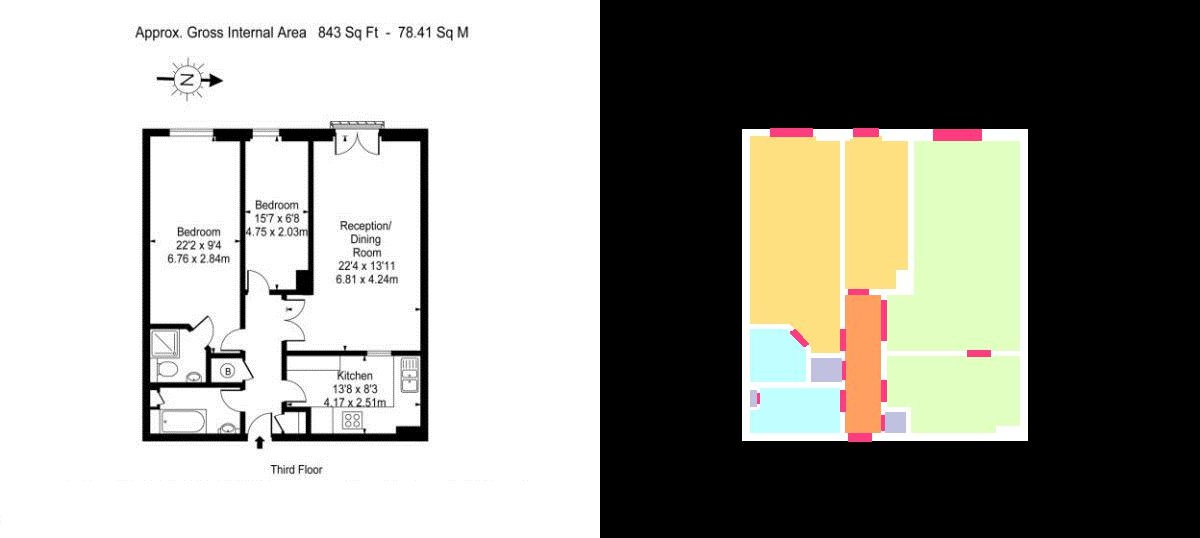 Approx. Gross Internal Area 843 Sq Ft - 78.41 Sq M
N
Bedroom
22'2 x 9'4
6.76 x 2.84m
Bedroom
15'7 x 6'8
4.75 x 2.03m
Reception/
Dining
Room
22'4 x 13'11
6.81 x 4.24m
B
Kitchen
13'8 x 8'3
4.17 x 2.51m
Third Floor